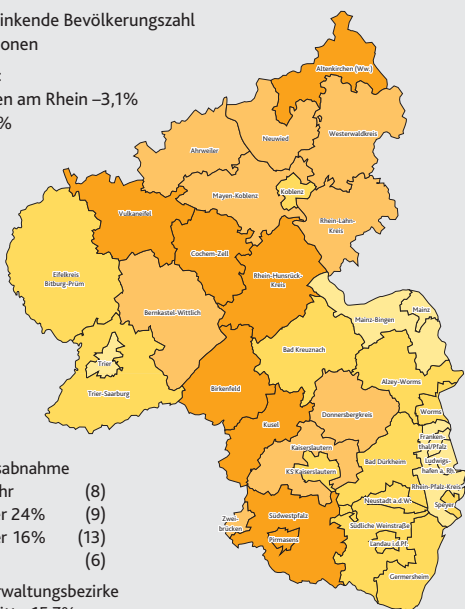 inkende Bevölkerungszahl
onen
:
en am Rhein –3,1%
%
Altenkirchen (Ww.)
Neuwied
Westerwaldkreis
Ahrweiler
Mayen-Koblenz
Koblenz
Rhein-Lahn-
Kreis
Vulkaneifel
Cochem-Zell
Rhein-Hunsrück-
Kreis
Eifelkreis
Bitburg-Prüm
Bernkastel-Wittlich
Mainz-Bingen
Mainz
Bad Kreuznach
Trier
Trier-Saarburg
Birkenfeld
Alzey-Worms
Donnersbergkreis
Worms
Kusel
Franken-
thal/Pfalz
Kaiserslautern
KS Kaiserslautern
Bad Dürkheim
Ludwigs-
hafen a. Rh.
Rhein-Pfalz-Kreis
Neustadt a.d.W.
Speyer
Zwei-
brücken
Südwestpfalz
Pirmasens
Südliche Weinstraße
Landau i.d.Pf.
Germersheim
sabnahme
hr (8)
er 24% (9)
er 16% (13)
(6)
rwaltungsbezirke